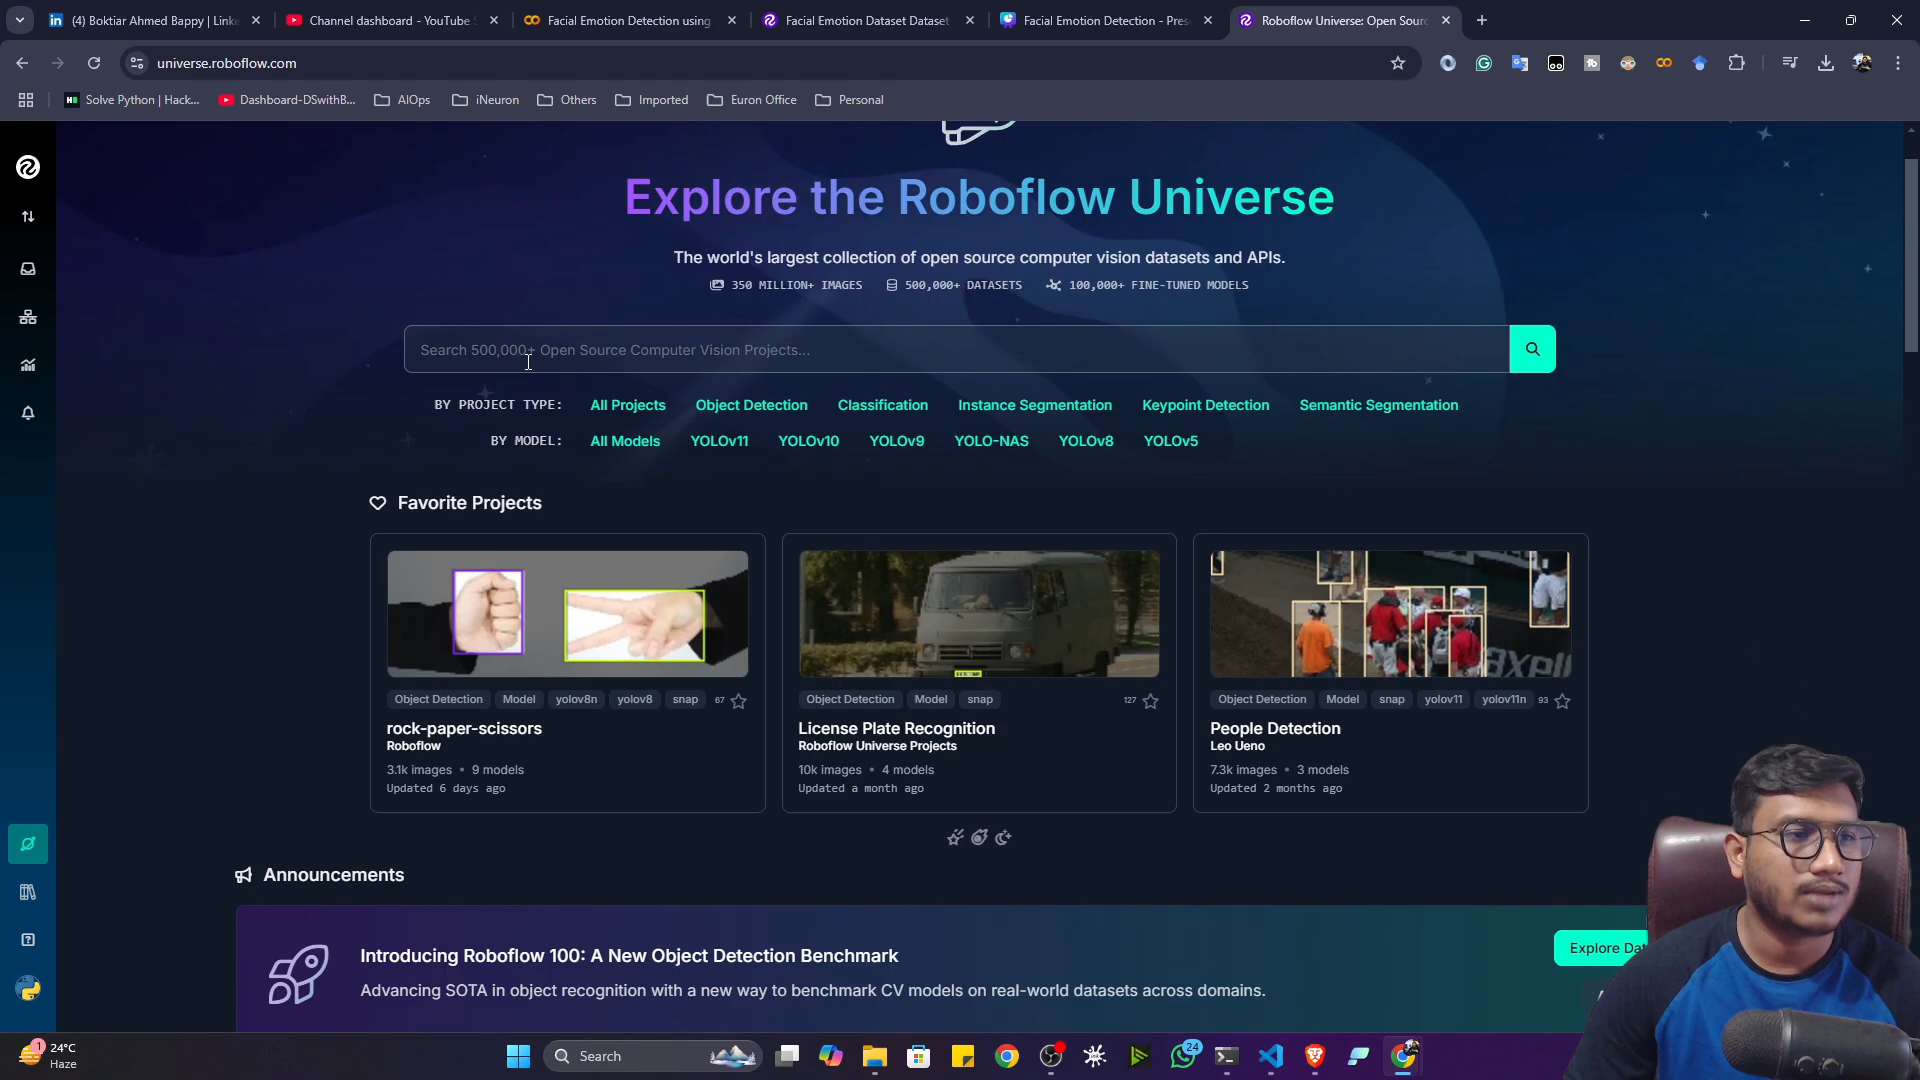 (4) Boktiar Ahmed Bappy | Linke
Channel dashboard - YouTube S
Facial Emotion Detection using
Facial Emotion Dataset Dataset
Facial Emotion Detection - Pres
Roboflow Universe: Open Sour
universe.roboflow.com
Solve Python | Hack...
Dashboard-DSwithB...
AIOps
iNeuron
Others
Imported
Euron Office
Personal
Explore the Roboflow Universe
The world's largest collection of open source computer vision datasets and APIs.
350 MILLION+ IMAGES 500,000+ DATASETS 100,000+ FINE-TUNED MODELS
Search 500,000+ Open Source Computer Vision Projects...
BY PROJECT TYPE: All Projects Object Detection Classification Instance Segmentation Keypoint Detection Semantic Segmentation
BY MODEL: All Models YOLOv11 YOLOv10 YOLOv9 YOLO-NAS YOLOv8 YOLOv5
Favorite Projects
axell
Object Detection Model yolov8n yolov8 snap 67
rock-paper-scissors
Roboflow
3.1k images • 9 models
Updated 6 days ago
Object Detection Model snap 127
License Plate Recognition
Roboflow Universe Projects
10k images • 4 models
Updated a month ago
Object Detection Model snap yolov11 yolov11n 93
People Detection
Leo Ueno
7.3k images • 3 models
Updated 2 months ago
Announcements
Introducing Roboflow 100: A New Object Detection Benchmark
Advancing SOTA in object recognition with a new way to benchmark CV models on real-world datasets across domains.
Explore Dat
1
24°C
Haze
Search
24